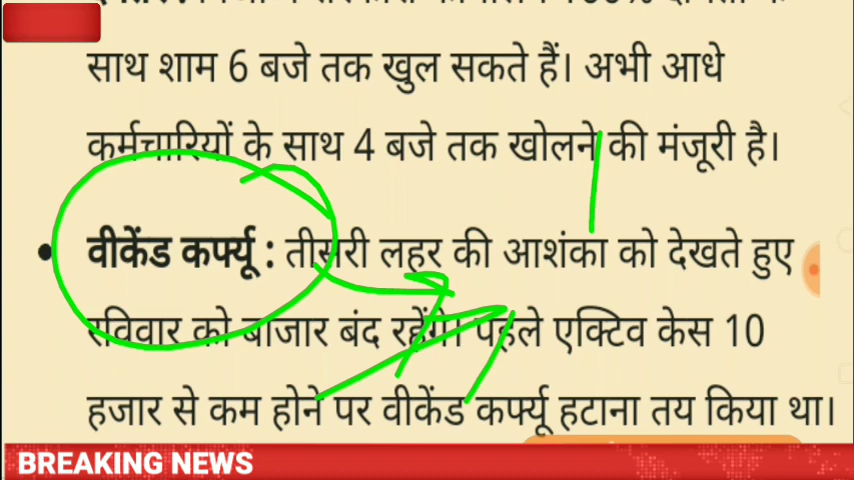 साथ शाम 6 बजे तक खुल सकते हैं। अभी आधे
कर्मचारियों के साथ 4 बजे तक खोलने की मंजूरी है।
• वीकेंड कर्फ्यू : तीसरी लहर की आशंका को देखते हुए
रविवार को बाजार बंद रहेंगे। पहले एक्टिव केस 10
हजार से कम होने पर वीकेंड कर्फ्यू हटाना तय किया था।
BREAKING NEWS